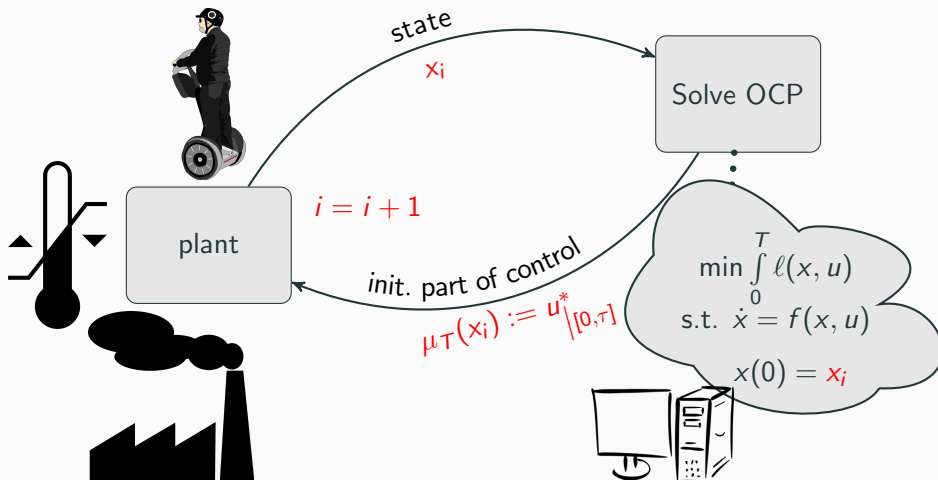 state
x_i
Solve OCP
i = i + 1
plant
init. part of control
μ_T(x_i) := u*|[0,τ]
min ∫_0^T ℓ(x, u)
s.t. ẋ = f(x, u)
x(0) = x_i